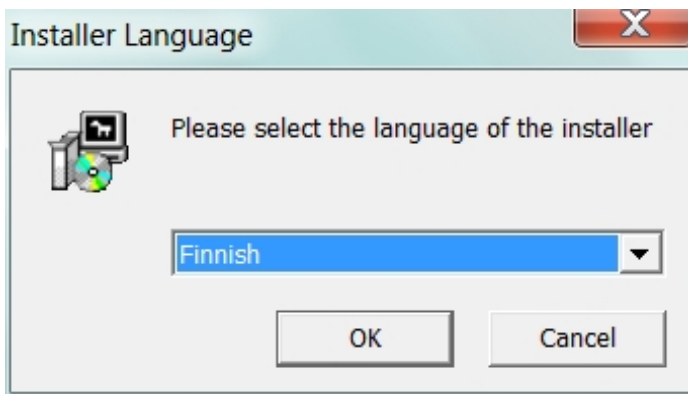 Installer Language
Please select the language of the installer
Finnish
OK
Cancel